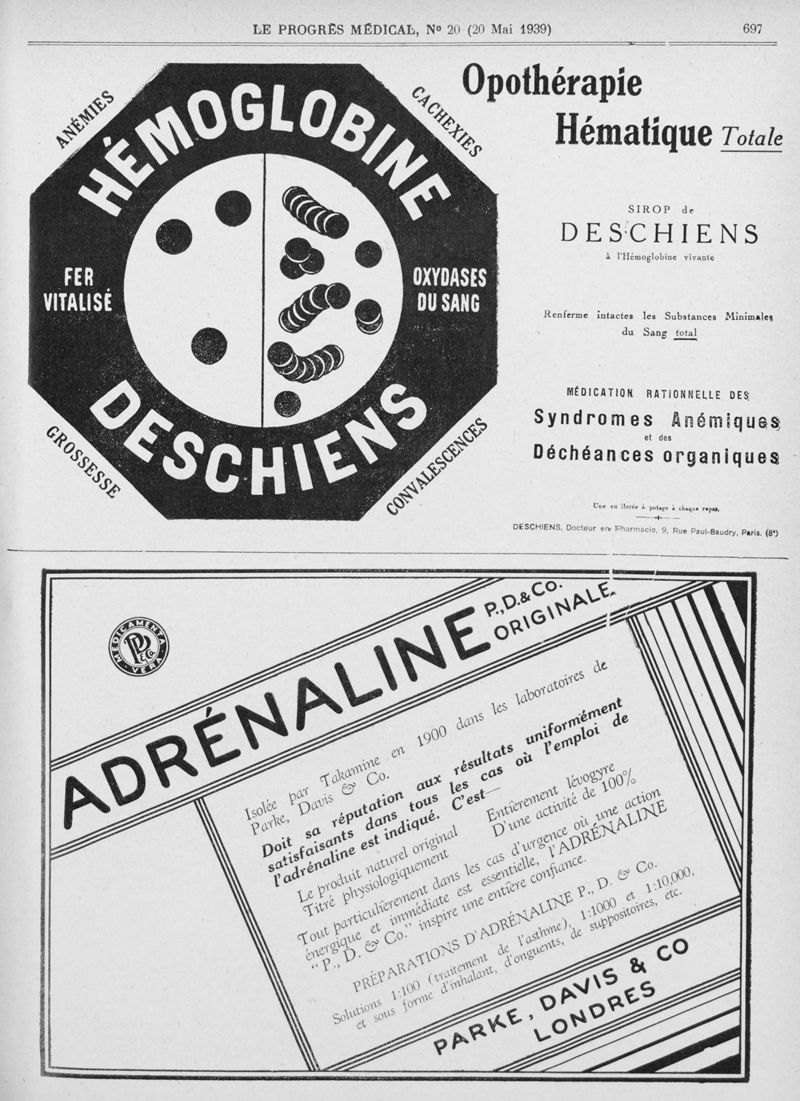 LE PROGRÈS MÉDICAL, Nº 20 (20 Mai 1939)
697
ANÉMIES
CACHEXIES
HÉMOGLOBINE
FER
VITALISÉ
OXYDASES
DU SANG
DESCHIENS
GROSSESSE
CONVALESCENCES
Opothérapie
Hématique Totale
SIROP de
DESCHIENS
à l'Hémoglobine vivante
Renferme intactes les Substances Minimales
du Sang total
MÉDICATION RATIONNELLE DES
Syndromes Anémiques
et des
Déchéances organiques
Une cuillerée à potage à chaque repas.
DESCHIENS, Docteur en Pharmacie, 9, Rue Paul-Baudry, Paris. (8ᵉ)
MEDICAMENTA VERA
P.D. & Co
ADRÉNALINE P., D. & CO.
ORIGINALE
Isolée par Takamine en 1900 dans les laboratoires de
Parke, Davis & Co.
Doit sa réputation aux résultats uniformément
satisfaisants dans tous les cas où l'emploi de
l'adrénaline est indiqué. C'est—
Le produit naturel original Entièrement lévogyre
Titré physiologiquement D'une activité de 100%
Tout particulièrement dans les cas d'urgence où une action
énergique et immédiate est essentielle, l'ADRÉNALINE
"P., D. & Co." inspire une entière confiance.
PRÉPARATIONS D'ADRÉNALINE P., D. & Co.
Solutions 1:100 (traitement de l'asthme), 1:1000 et 1:10,000,
et sous forme d'inhalant, d'onguents, de suppositoires, etc.
PARKE, DAVIS & CO
LONDRES